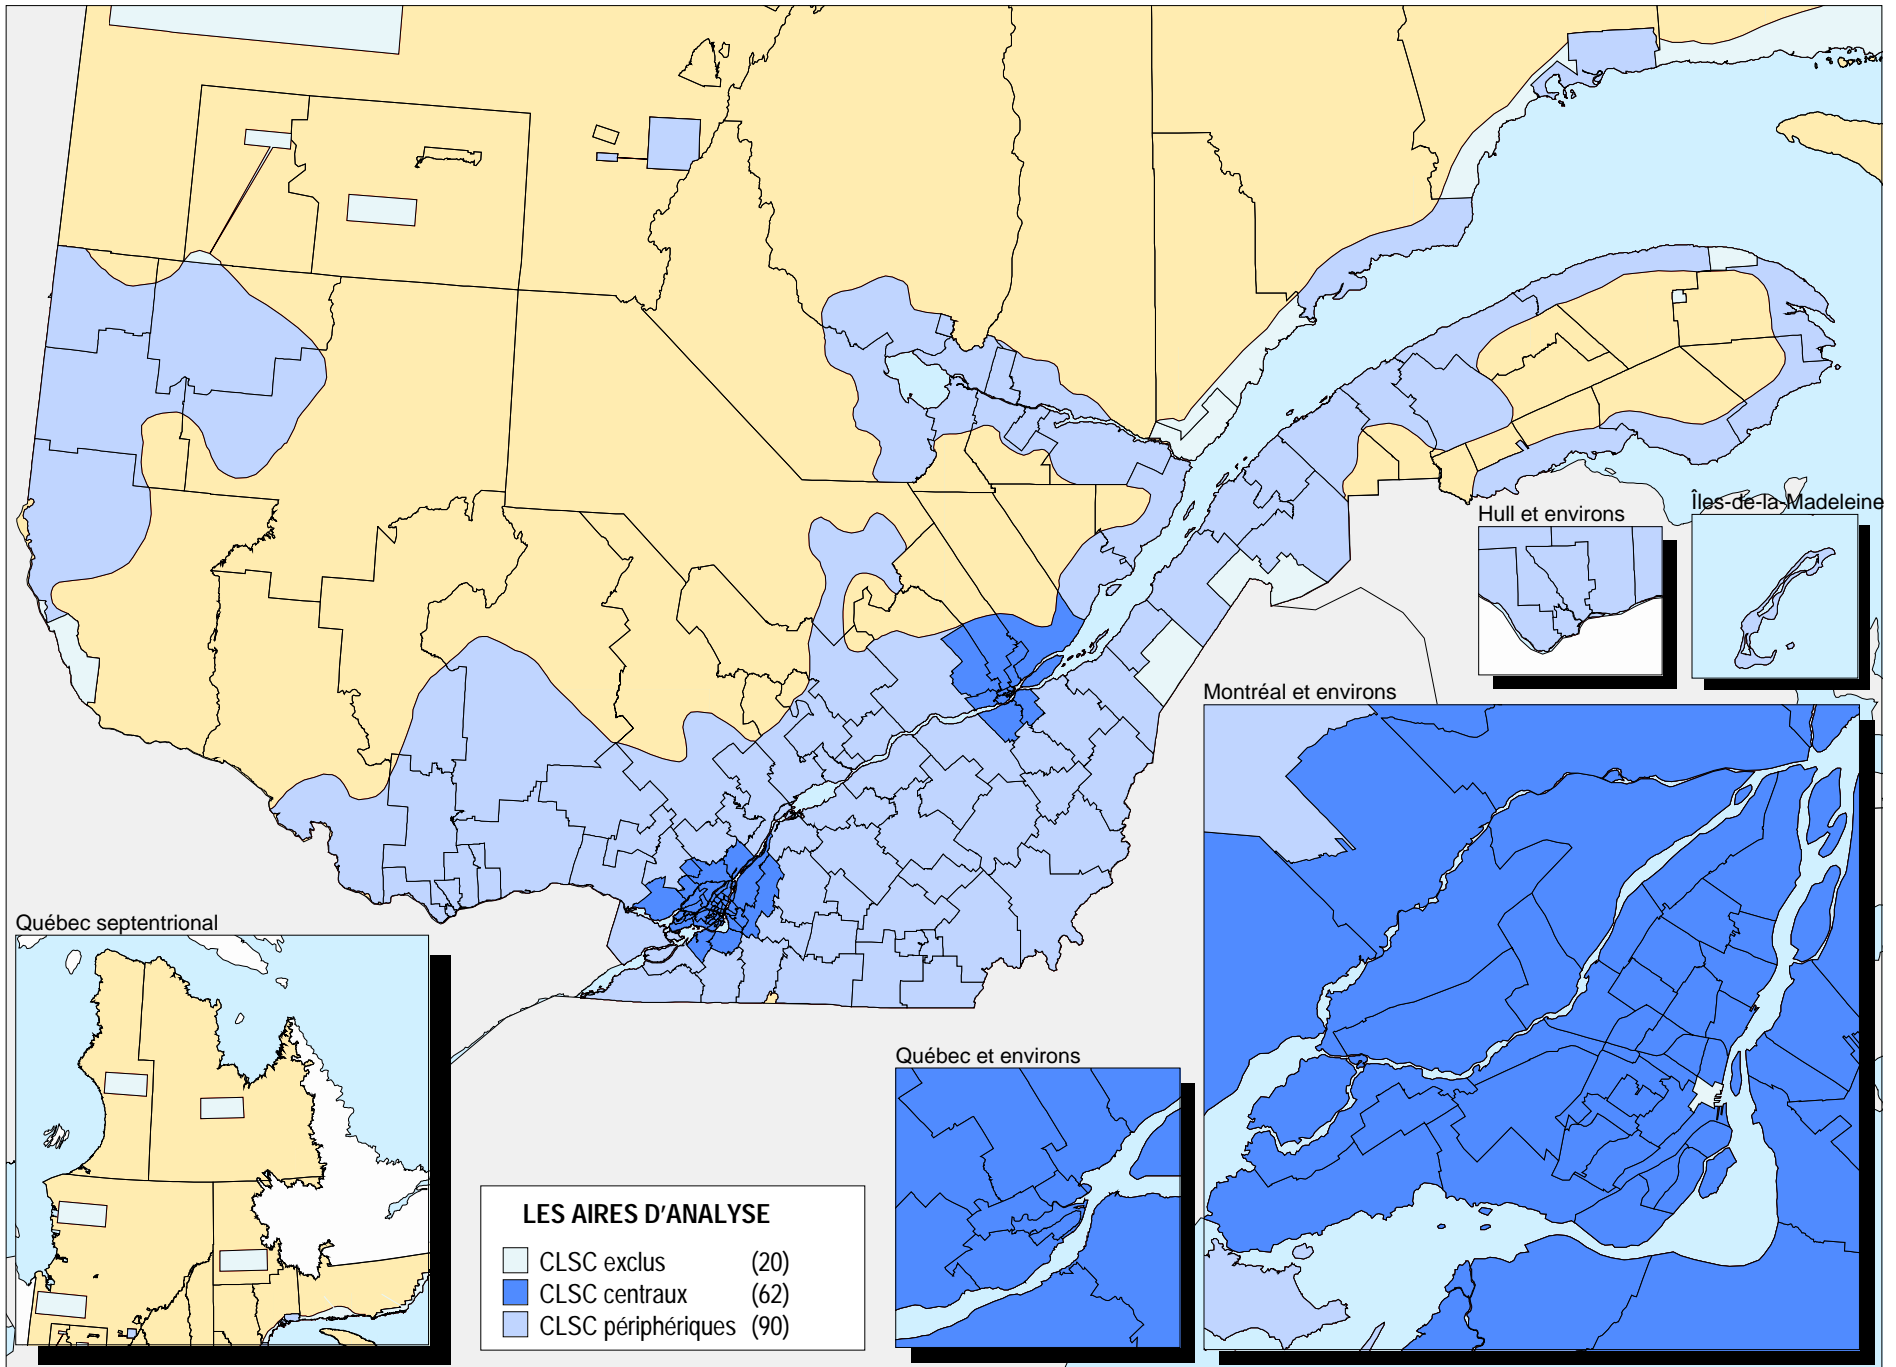 Hull et environs
Îles-de-la-Madeleine
Montréal et environs
Québec septentrional
Québec et environs
LES AIRES D'ANALYSE
CLSC exclus (20)
CLSC centraux (62)
CLSC périphériques (90)